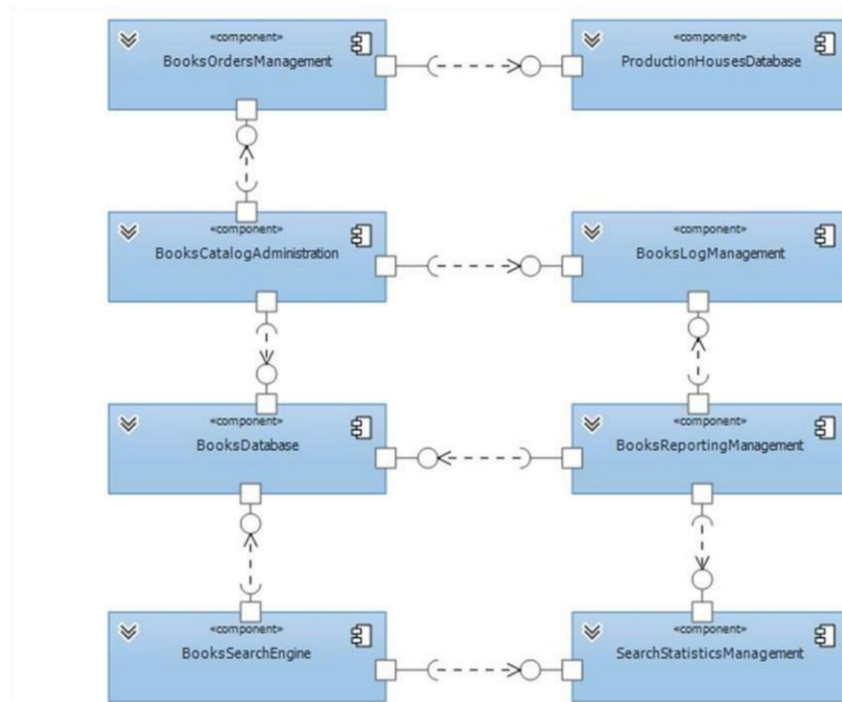 «component»
BooksOrdersManagement
«component»
ProductionHousesDatabase
«component»
BooksCatalogAdministration
«component»
BooksLogManagement
«component»
BooksDatabase
«component»
BooksReportingManagement
«component»
BooksSearchEngine
«component»
SearchStatisticsManagement